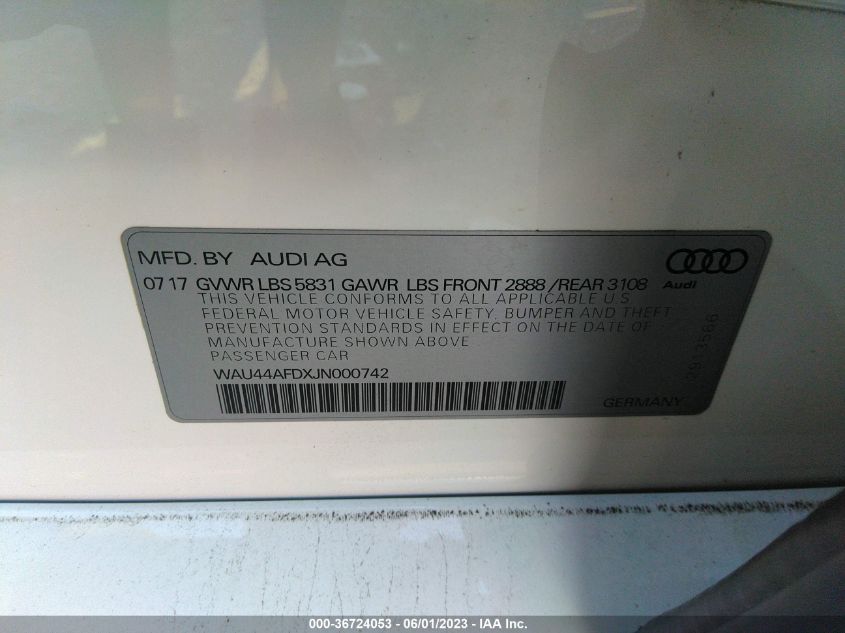 MFD. BY AUDI AG
07 17 GVWR LBS 5831 GAWR LBS FRONT 2888 /REAR 3108
Audi
THIS VEHICLE CONFORMS TO ALL APPLICABLE U.S
FEDERAL MOTOR VEHICLE SAFETY, BUMPER AND THEFT
PREVENTION STANDARDS IN EFFECT ON THE DATE OF
MANUFACTURE SHOWN ABOVE
PASSENGER CAR
WAU44AFDXJN000742
GERMANY
2913566
000-36724053 - 06/01/2023 - IAA Inc.